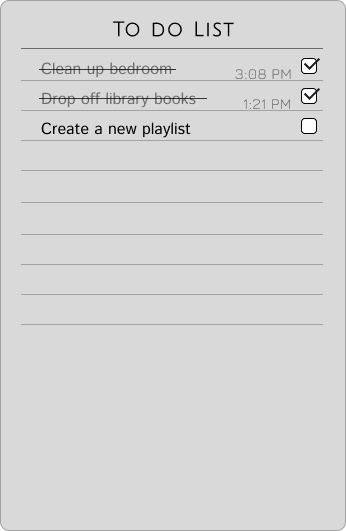 To do List
Clean up bedroom 3:08 PM
Drop off library books 1:21 PM
Create a new playlist